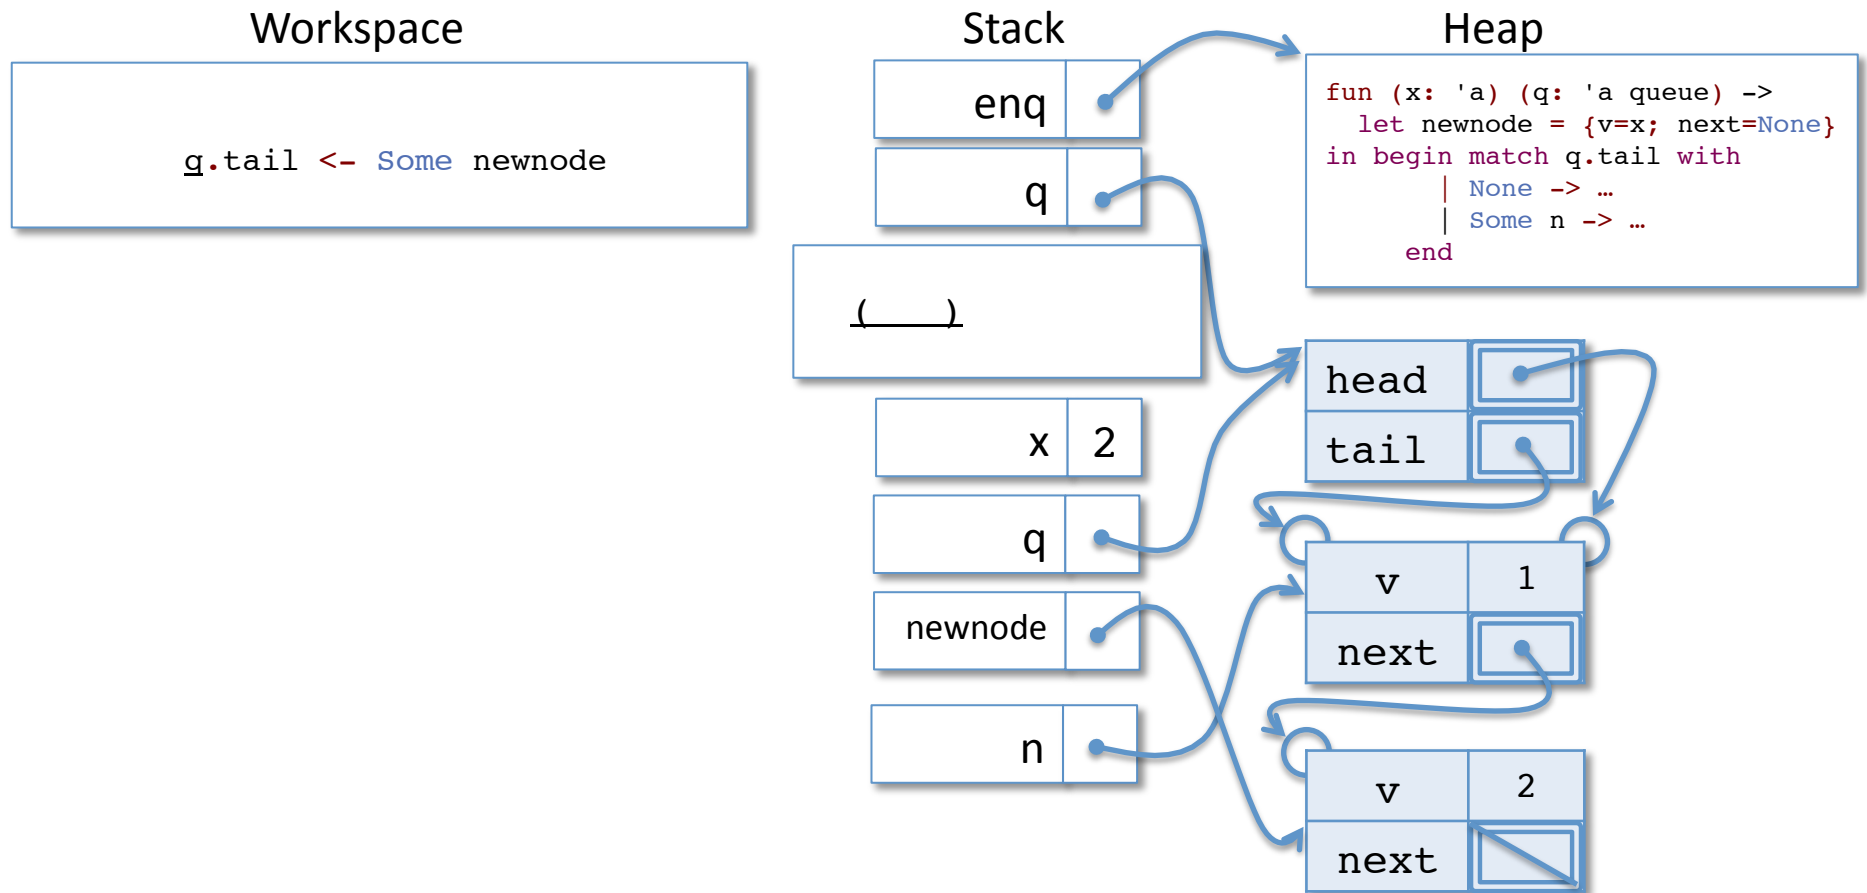 Workspace
Stack
Heap
q.tail <- Some newnode
enq
q
(    )
x 2
q
newnode
n
fun (x: 'a) (q: 'a queue) ->
let newnode = {v=x; next=None}
in begin match q.tail with
| None -> …
| Some n -> …
end
head
tail
v 1
next
v 2
next